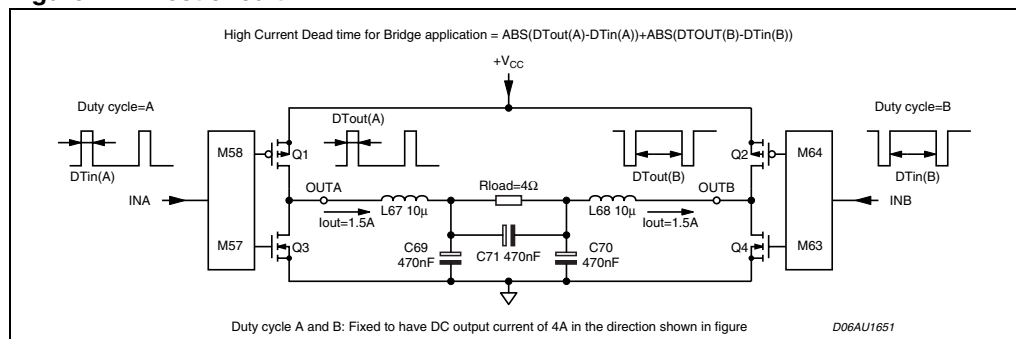 High Current Dead time for Bridge application = ABS(DTout(A)-DTin(A))+ABS(DTOUT(B)-DTin(B))
+VCC
Duty cycle=A
DTout(A)
Duty cycle=B
M58
Q1
Q2
M64
DTin(A)
DTout(B)
DTin(B)
INA
OUTA
Rload=4Ω
OUTB
INB
L67 10μ
L68 10μ
Iout=1.5A
Iout=1.5A
M57
Q3
Q4
M63
C69
470nF
C71 470nF
C70
470nF
Duty cycle A and B: Fixed to have DC output current of 4A in the direction shown in figure
D06AU1651